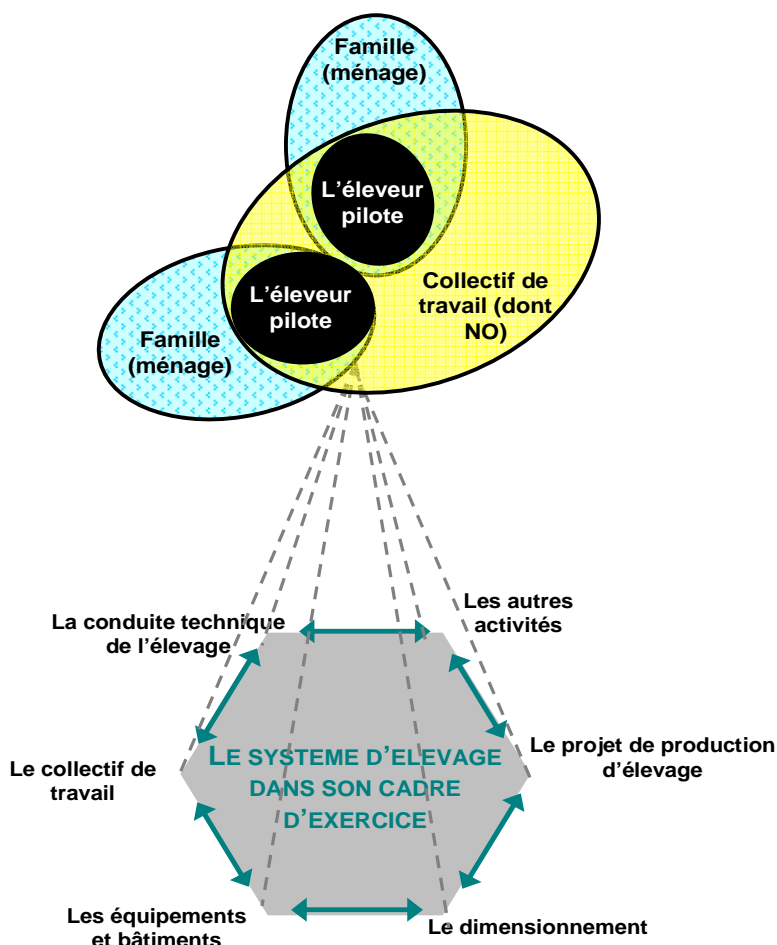 Famille
(ménage)
L'éleveur
pilote
L'éleveur
pilote
Collectif de
travail (dont
NO)
Famille
(ménage)
Les autres
activités
La conduite technique
de l'élevage
LE SYSTEME D'ELEVAGE
DANS SON CADRE
D'EXERCICE
Le projet de production
d'élevage
Le collectif de
travail
Les équipements
et bâtiments
Le dimensionnement